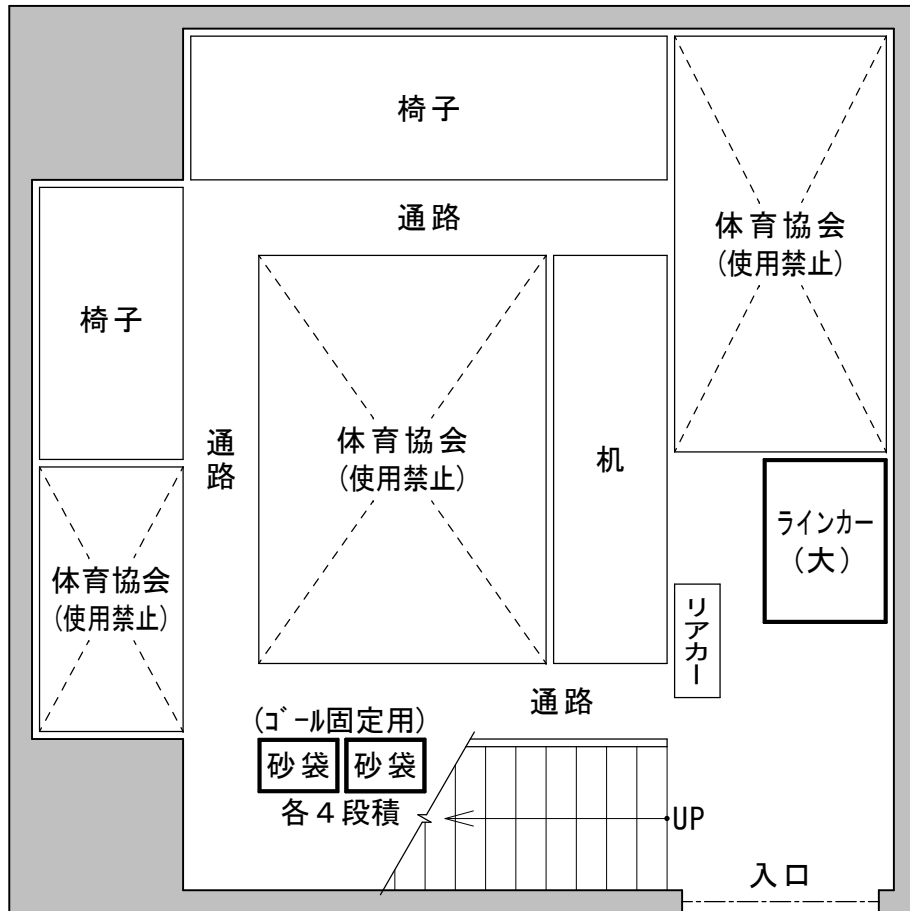 椅子
通路
体育協会
(使用禁止)
椅子
通路
体育協会
(使用禁止)
机
ラインカー
(大)
体育協会
(使用禁止)
リアカー
通路
(ゴール固定用)
砂袋
砂袋
各4段積
UP
入口